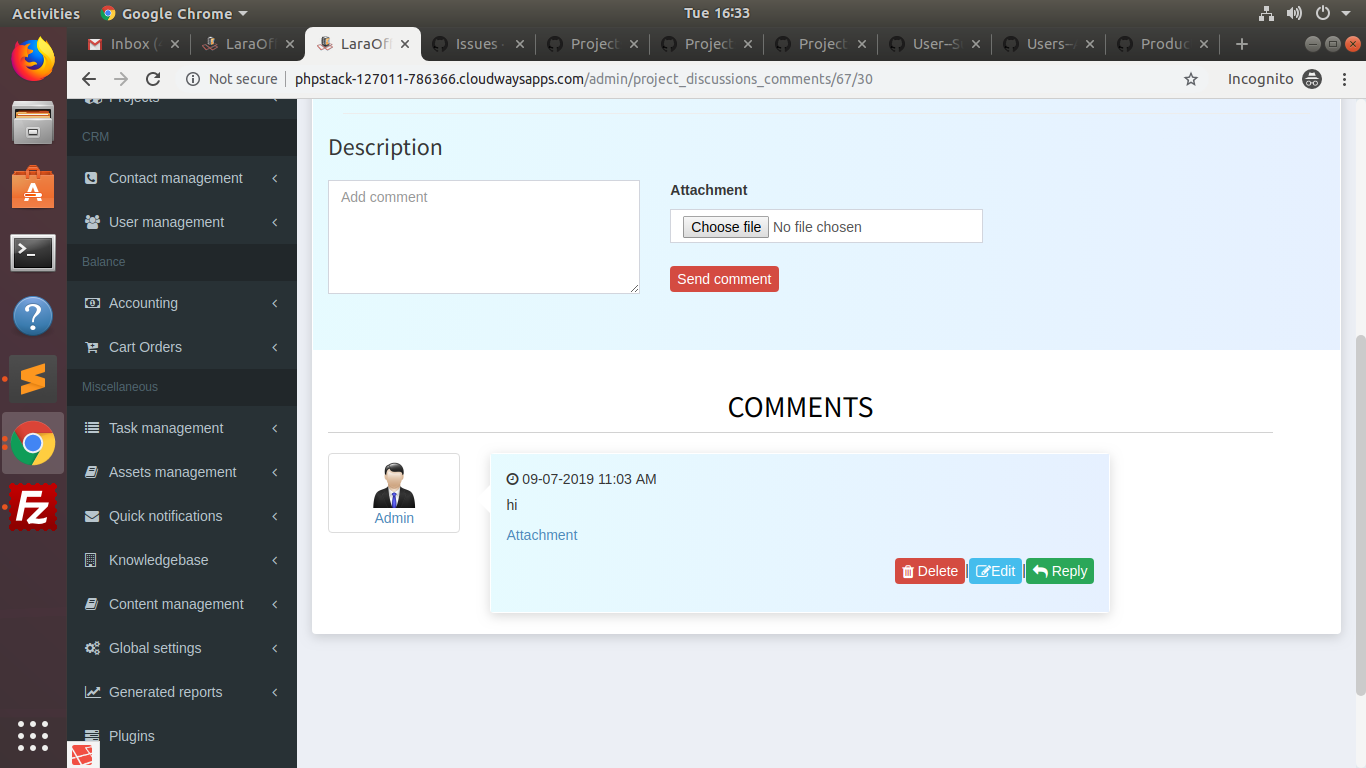 Activities Google Chrome Tue 16:33
Inbox ( LaraOf LaraOf Issues Project Project Project User--S Users-- Produc
Not secure phpstack-127011-786366.cloudwaysapps.com/admin/project_discussions_comments/67/30 Incognito
Projects
CRM
Contact management
User management
Balance
Accounting
Cart Orders
Miscellaneous
Task management
Assets management
Quick notifications
Knowledgebase
Content management
Global settings
Generated reports
Plugins
Description
Add comment
Attachment
Choose file No file chosen
Send comment
COMMENTS
Admin
09-07-2019 11:03 AM
hi
Attachment
Delete | Edit | Reply